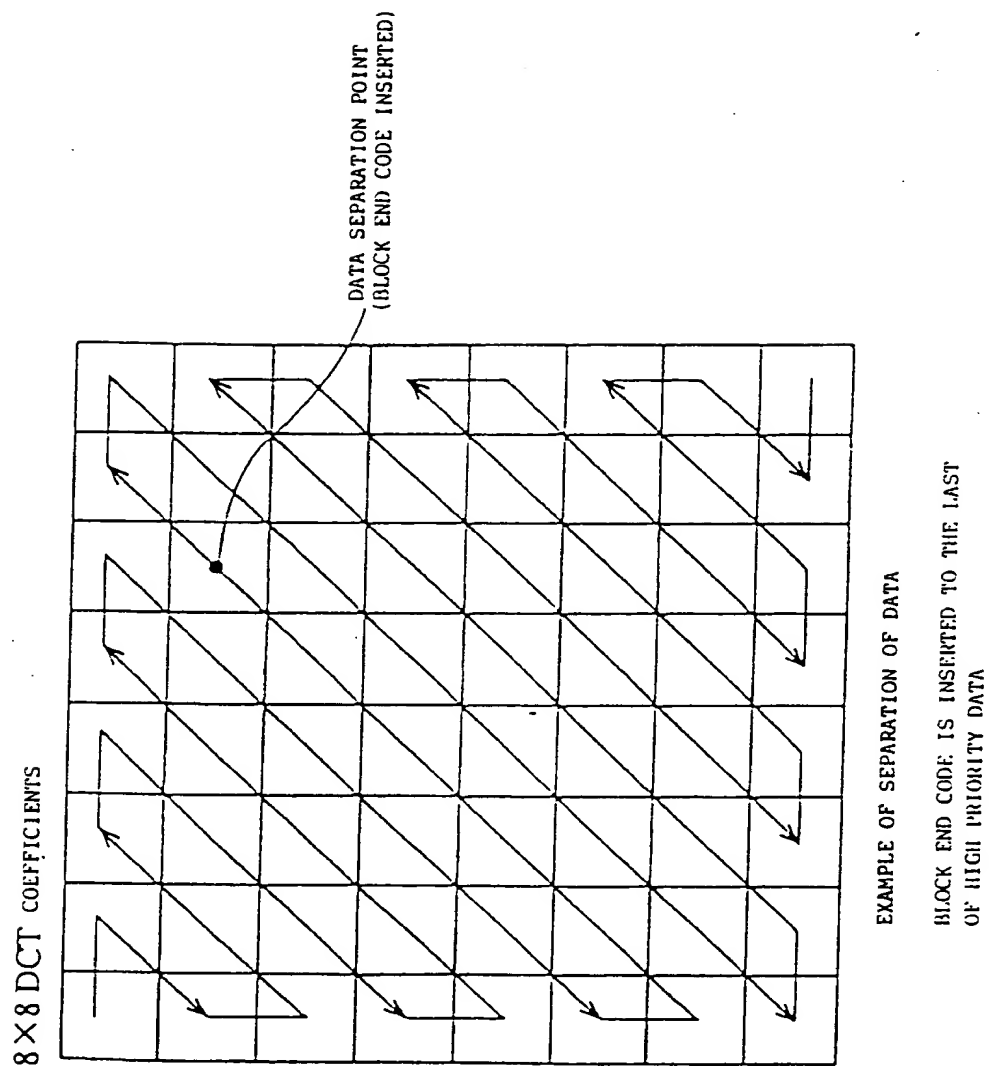 8×8 DCT COEFFICIENTS
DATA SEPARATION POINT
(BLOCK END CODE INSERTED)
EXAMPLE OF SEPARATION OF DATA
BLOCK END CODE IS INSERTED TO THE LAST
OF HIGH PRIORITY DATA